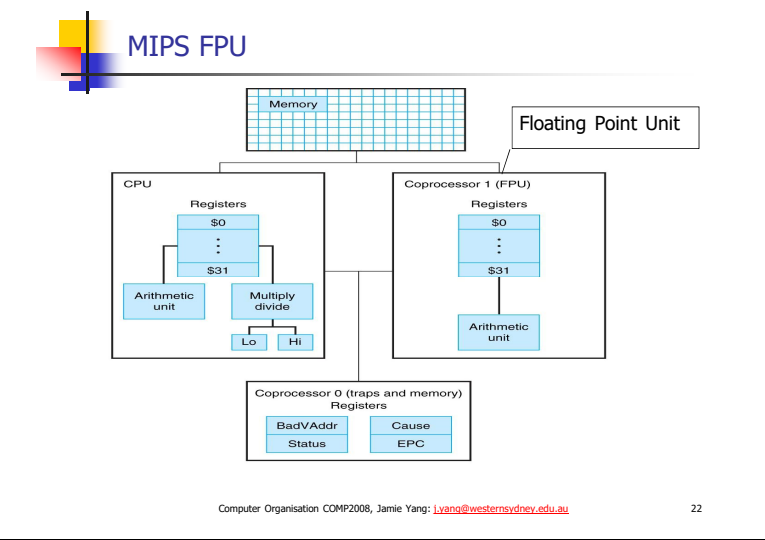 MIPS FPU
Memory
Floating Point Unit
CPU
Registers
$0
$31
Arithmetic
unit
Multiply
divide
Lo
Hi
Coprocessor 1 (FPU)
Registers
$0
$31
Arithmetic
unit
Coprocessor 0 (traps and memory)
Registers
BadVAddr
Cause
Status
EPC
Computer Organisation COMP2008, Jamie Yang: j.yang@westernsydney.edu.au
22